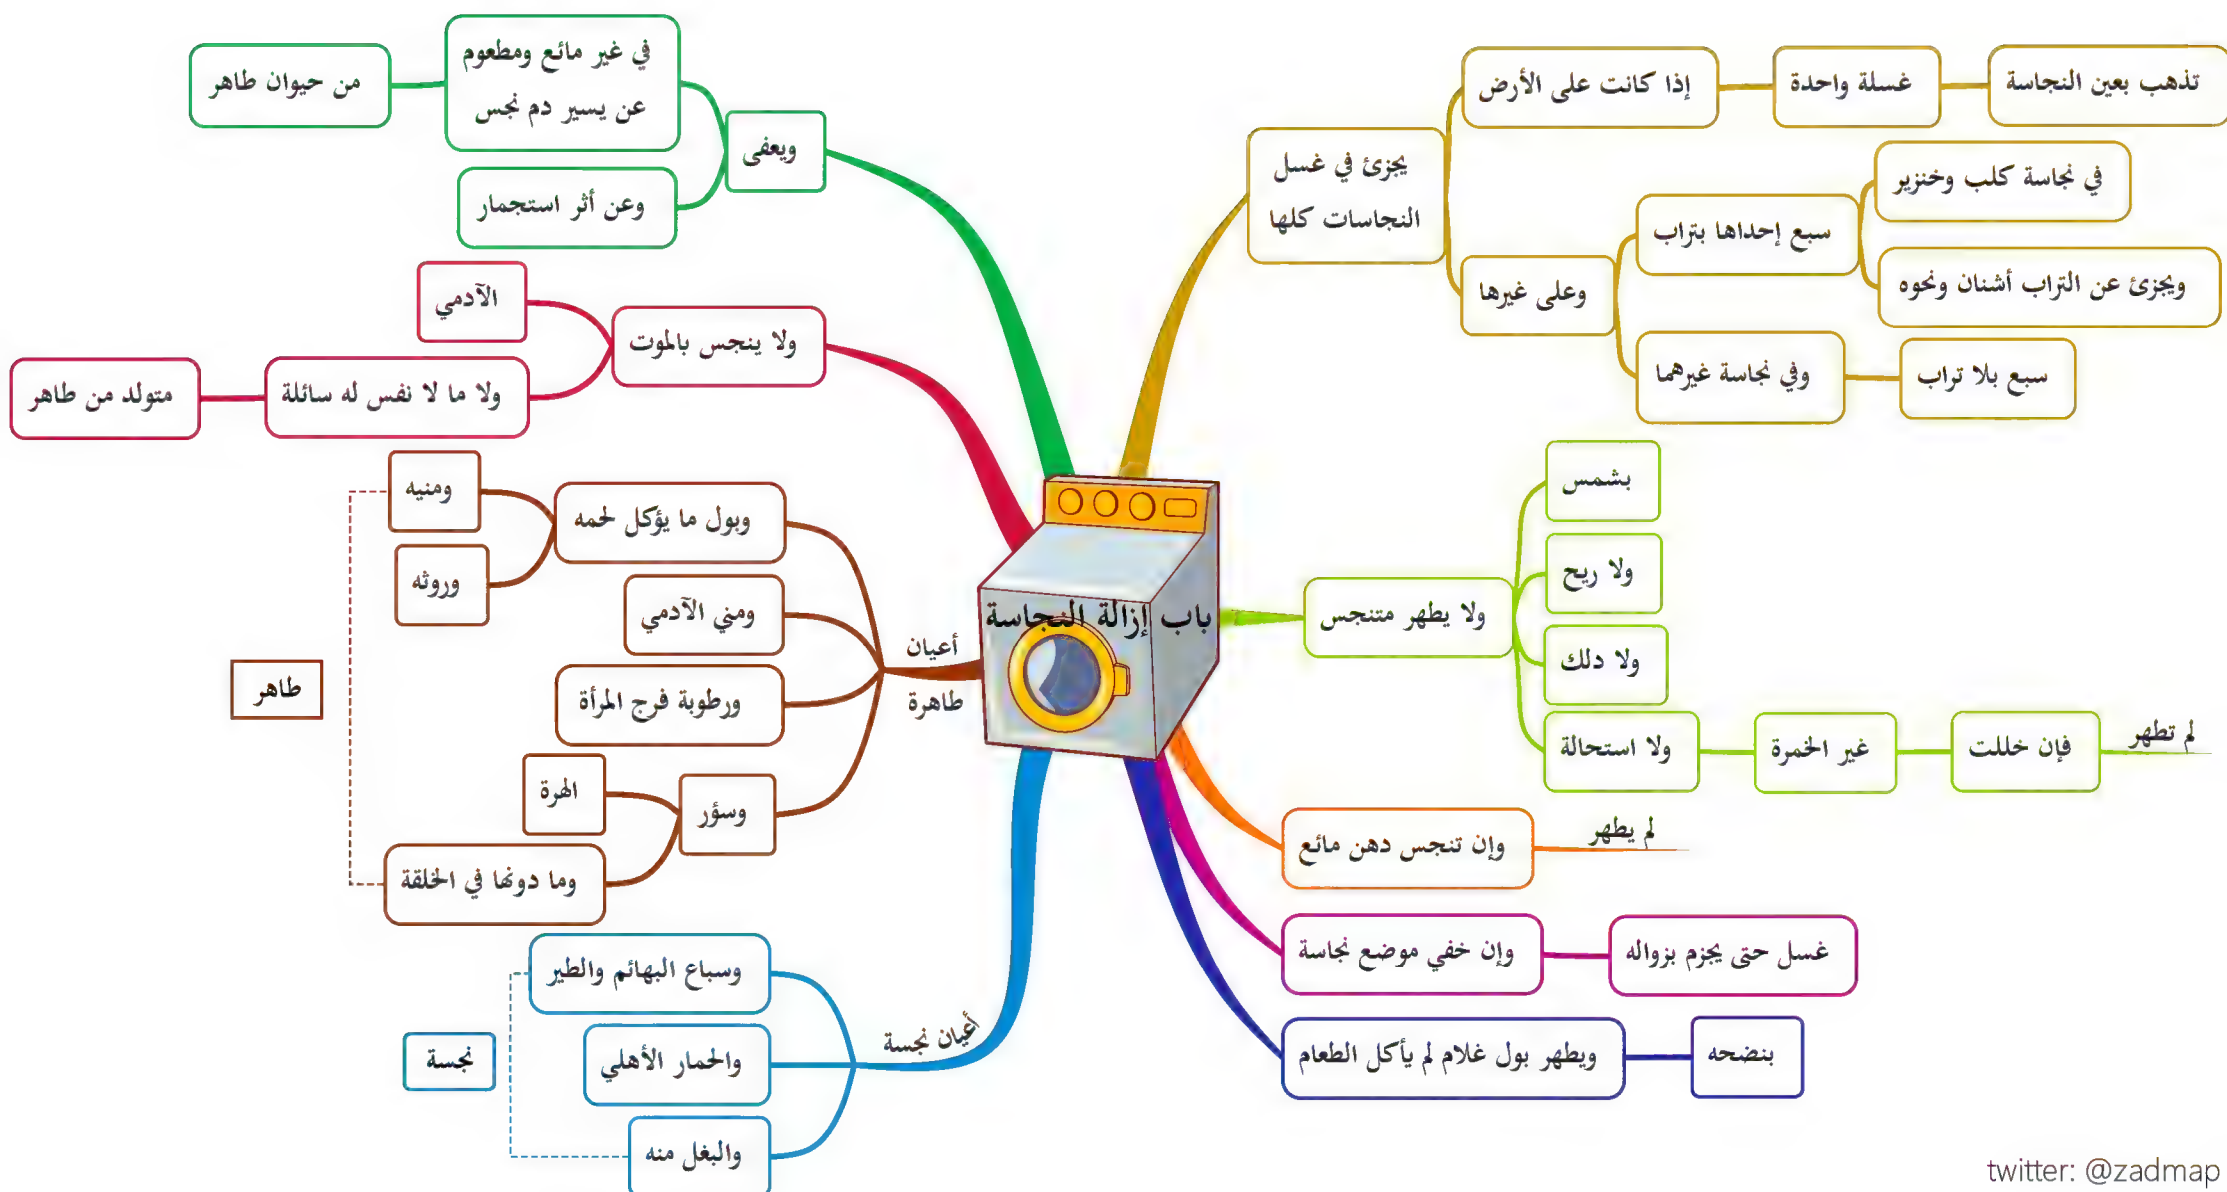 باب إزالة النجاسة
يجزئ في غسل
النجاسات كلها
إذا كانت على الأرض
غسلة واحدة
تذهب بعين النجاسة
وعلى غيرها
سبع إحداها بتراب
في نجاسة كلب وخنزير
ويجزئ عن التراب أشنان ونحوه
وفي نجاسة غيرهما
سبع بلا تراب
ولا يطهر متنجس
بشمس
ولا ريح
ولا دلك
ولا استحالة
غير الخمرة
فإن خللت
لم تطهر
وإن تنجس دهن مائع
لم يطهر
وإن خفي موضع نجاسة
غسل حتى يجزم بزواله
ويطهر بول غلام لم يأكل الطعام
بنضحه
ويعفى
في غير مائع ومطعوم
عن يسير دم نجس
من حيوان طاهر
وعن أثر استجمار
ولا ينجس بالموت
الآدمي
ولا ما لا نفس له سائلة
متولد من طاهر
أعيان
طاهرة
وبول ما يؤكل لحمه
ومنيه
وروثه
ومني الآدمي
ورطوبة فرج المرأة
وسؤر
الهرة
وما دونها في الخلقة
طاهر
أعيان نجسة
وسباع البهائم والطير
والحمار الأهلي
والبغل منه
نجسة
twitter: @zadmap